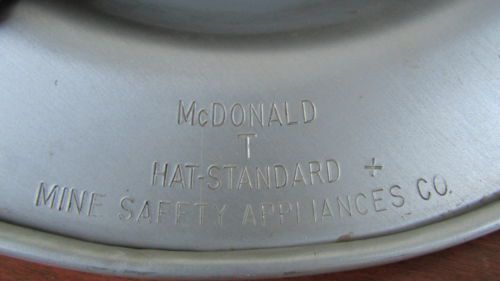 McDONALD
T
HAT-STANDARD +
MINE SAFETY APPLIANCES CO.